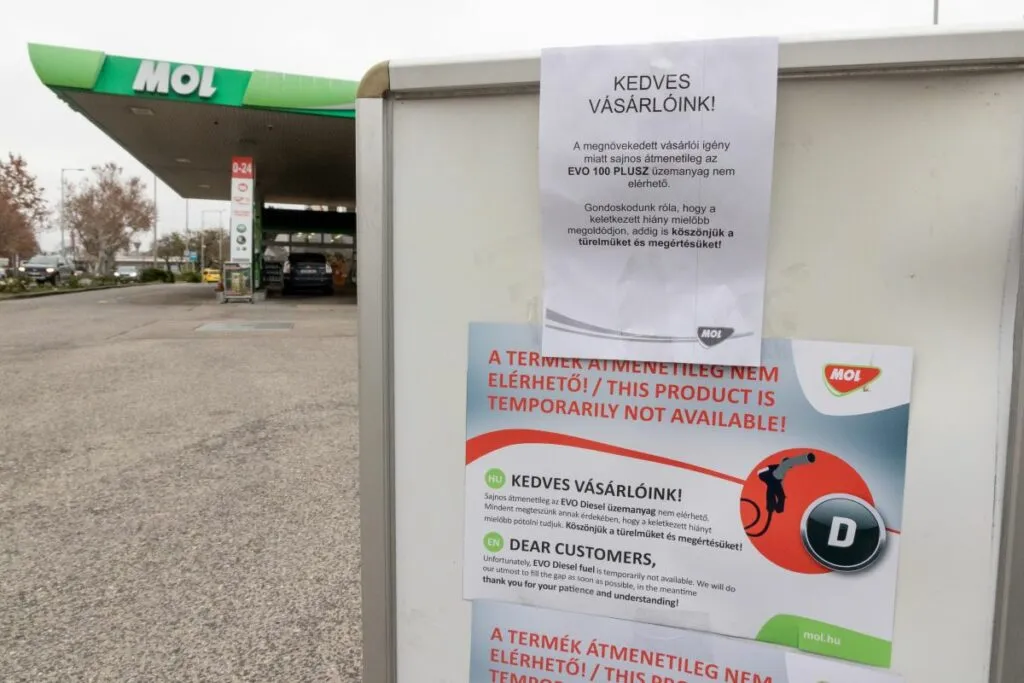 MOL
0-24
KEDVES
VÁSÁRLÓINK!
A megnövekedett vásárlói igény
miatt sajnos átmenetileg az
EVO 100 PLUSZ üzemanyag nem
elérhető.
Gondoskodunk róla, hogy a
keletkezett hiány mielőbb
megoldódjon, addig is köszönjük a
türelmüket és megértésüket!
MOL
A TERMÉK ÁTMENETILEG NEM
ELÉRHETŐ! / THIS PRODUCT IS
TEMPORARILY NOT AVAILABLE!
MOL
HU KEDVES VÁSÁRLÓINK!
Sajnos átmenetileg az EVO Diesel üzemanyag nem elérhető.
Mindent megteszünk annak érdekében, hogy a keletkezett hiányt
mielőbb pótolni tudjuk. Köszönjük a türelmüket és megértésüket!
D
EN DEAR CUSTOMERS,
Unfortunately, EVO Diesel fuel is temporarily not available. We will do
our utmost to fill the gap as soon as possible, in the meantime
thank you for your patience and understanding!
mol.hu
A TERMÉK ÁTMENETILEG NEM
ELÉRHETŐ! / THIS PRODUCT IS